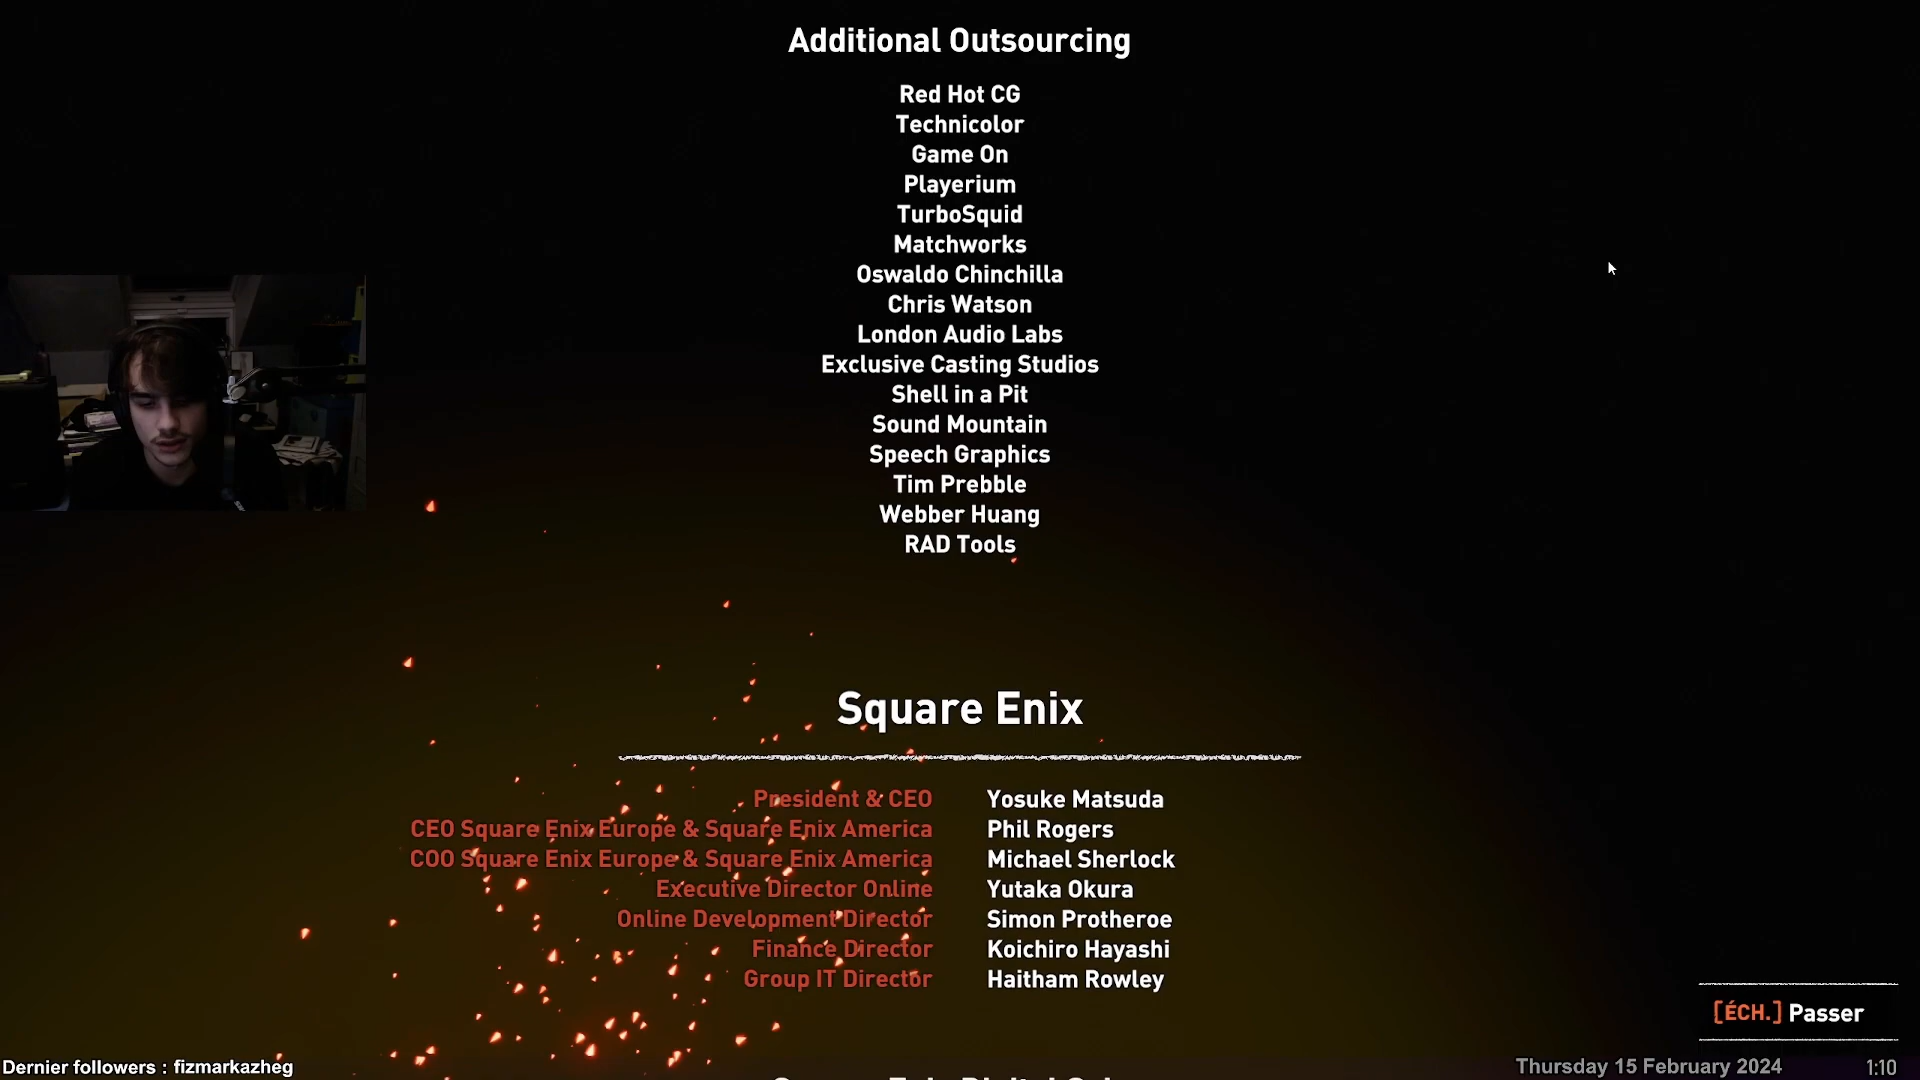 Additional Outsourcing
Red Hot CG
Technicolor
Game On
Playerium
TurboSquid
Matchworks
Oswaldo Chinchilla
Chris Watson
London Audio Labs
Exclusive Casting Studios
Shell in a Pit
Sound Mountain
Speech Graphics
Tim Prebble
Webber Huang
RAD Tools
Square Enix
President & CEO Yosuke Matsuda
CEO Square Enix Europe & Square Enix America Phil Rogers
COO Square Enix Europe & Square Enix America Michael Sherlock
Executive Director Online Yutaka Okura
Online Development Director Simon Protheroe
Finance Director Koichiro Hayashi
Group IT Director Haitham Rowley
[ÉCH.] Passer
Dernier followers : fizmarkazheg
Thursday 15 February 2024 1:10